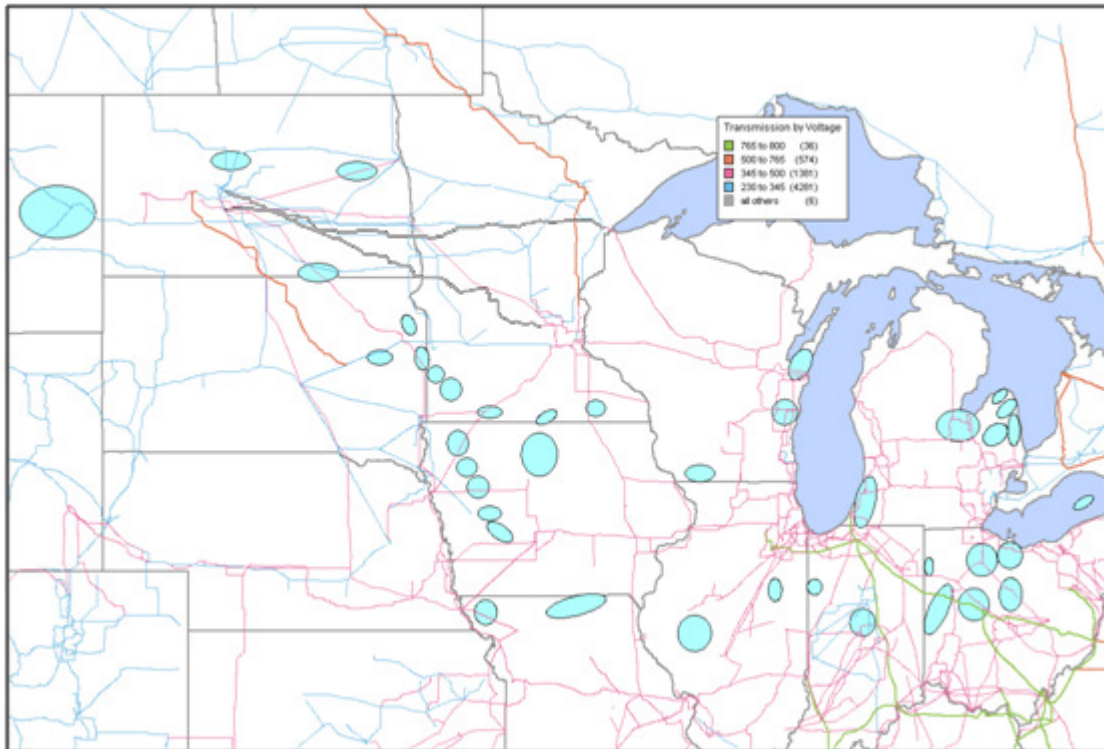 Transmission by Voltage
765 to 800 (36)
500 to 765 (574)
345 to 500 (1381)
230 to 345 (4281)
all others (6)